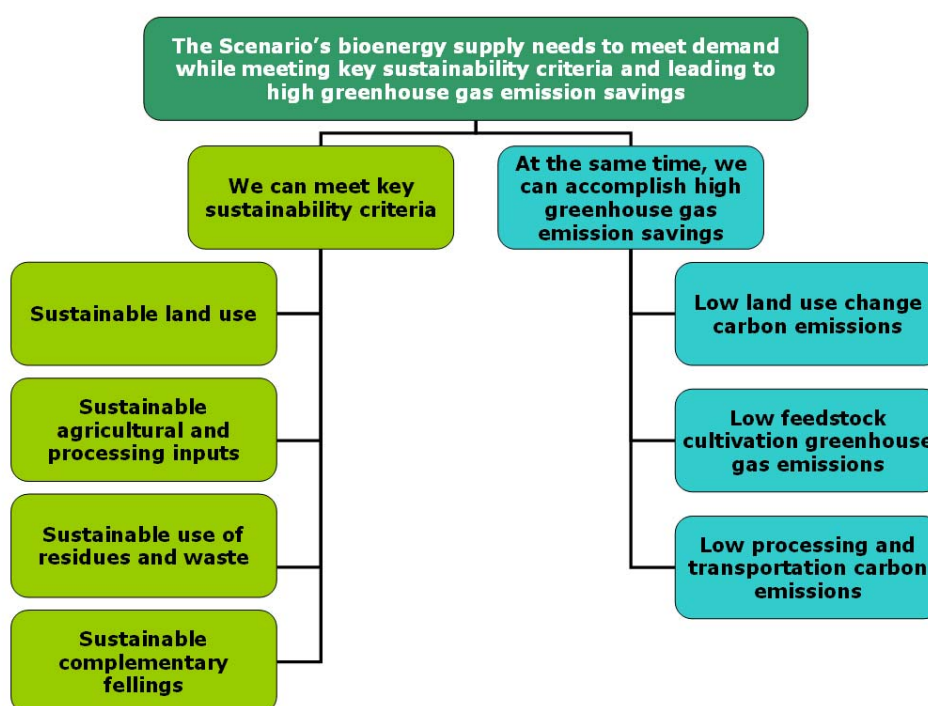 The Scenario's bioenergy supply needs to meet demand
while meeting key sustainability criteria and leading to
high greenhouse gas emission savings
We can meet key
sustainability criteria
At the same time, we
can accomplish high
greenhouse gas
emission savings
Sustainable land use
Sustainable
agricultural and
processing inputs
Sustainable use of
residues and waste
Sustainable
complementary
fellings
Low land use change
carbon emissions
Low feedstock
cultivation greenhouse
gas emissions
Low processing and
transportation carbon
emissions